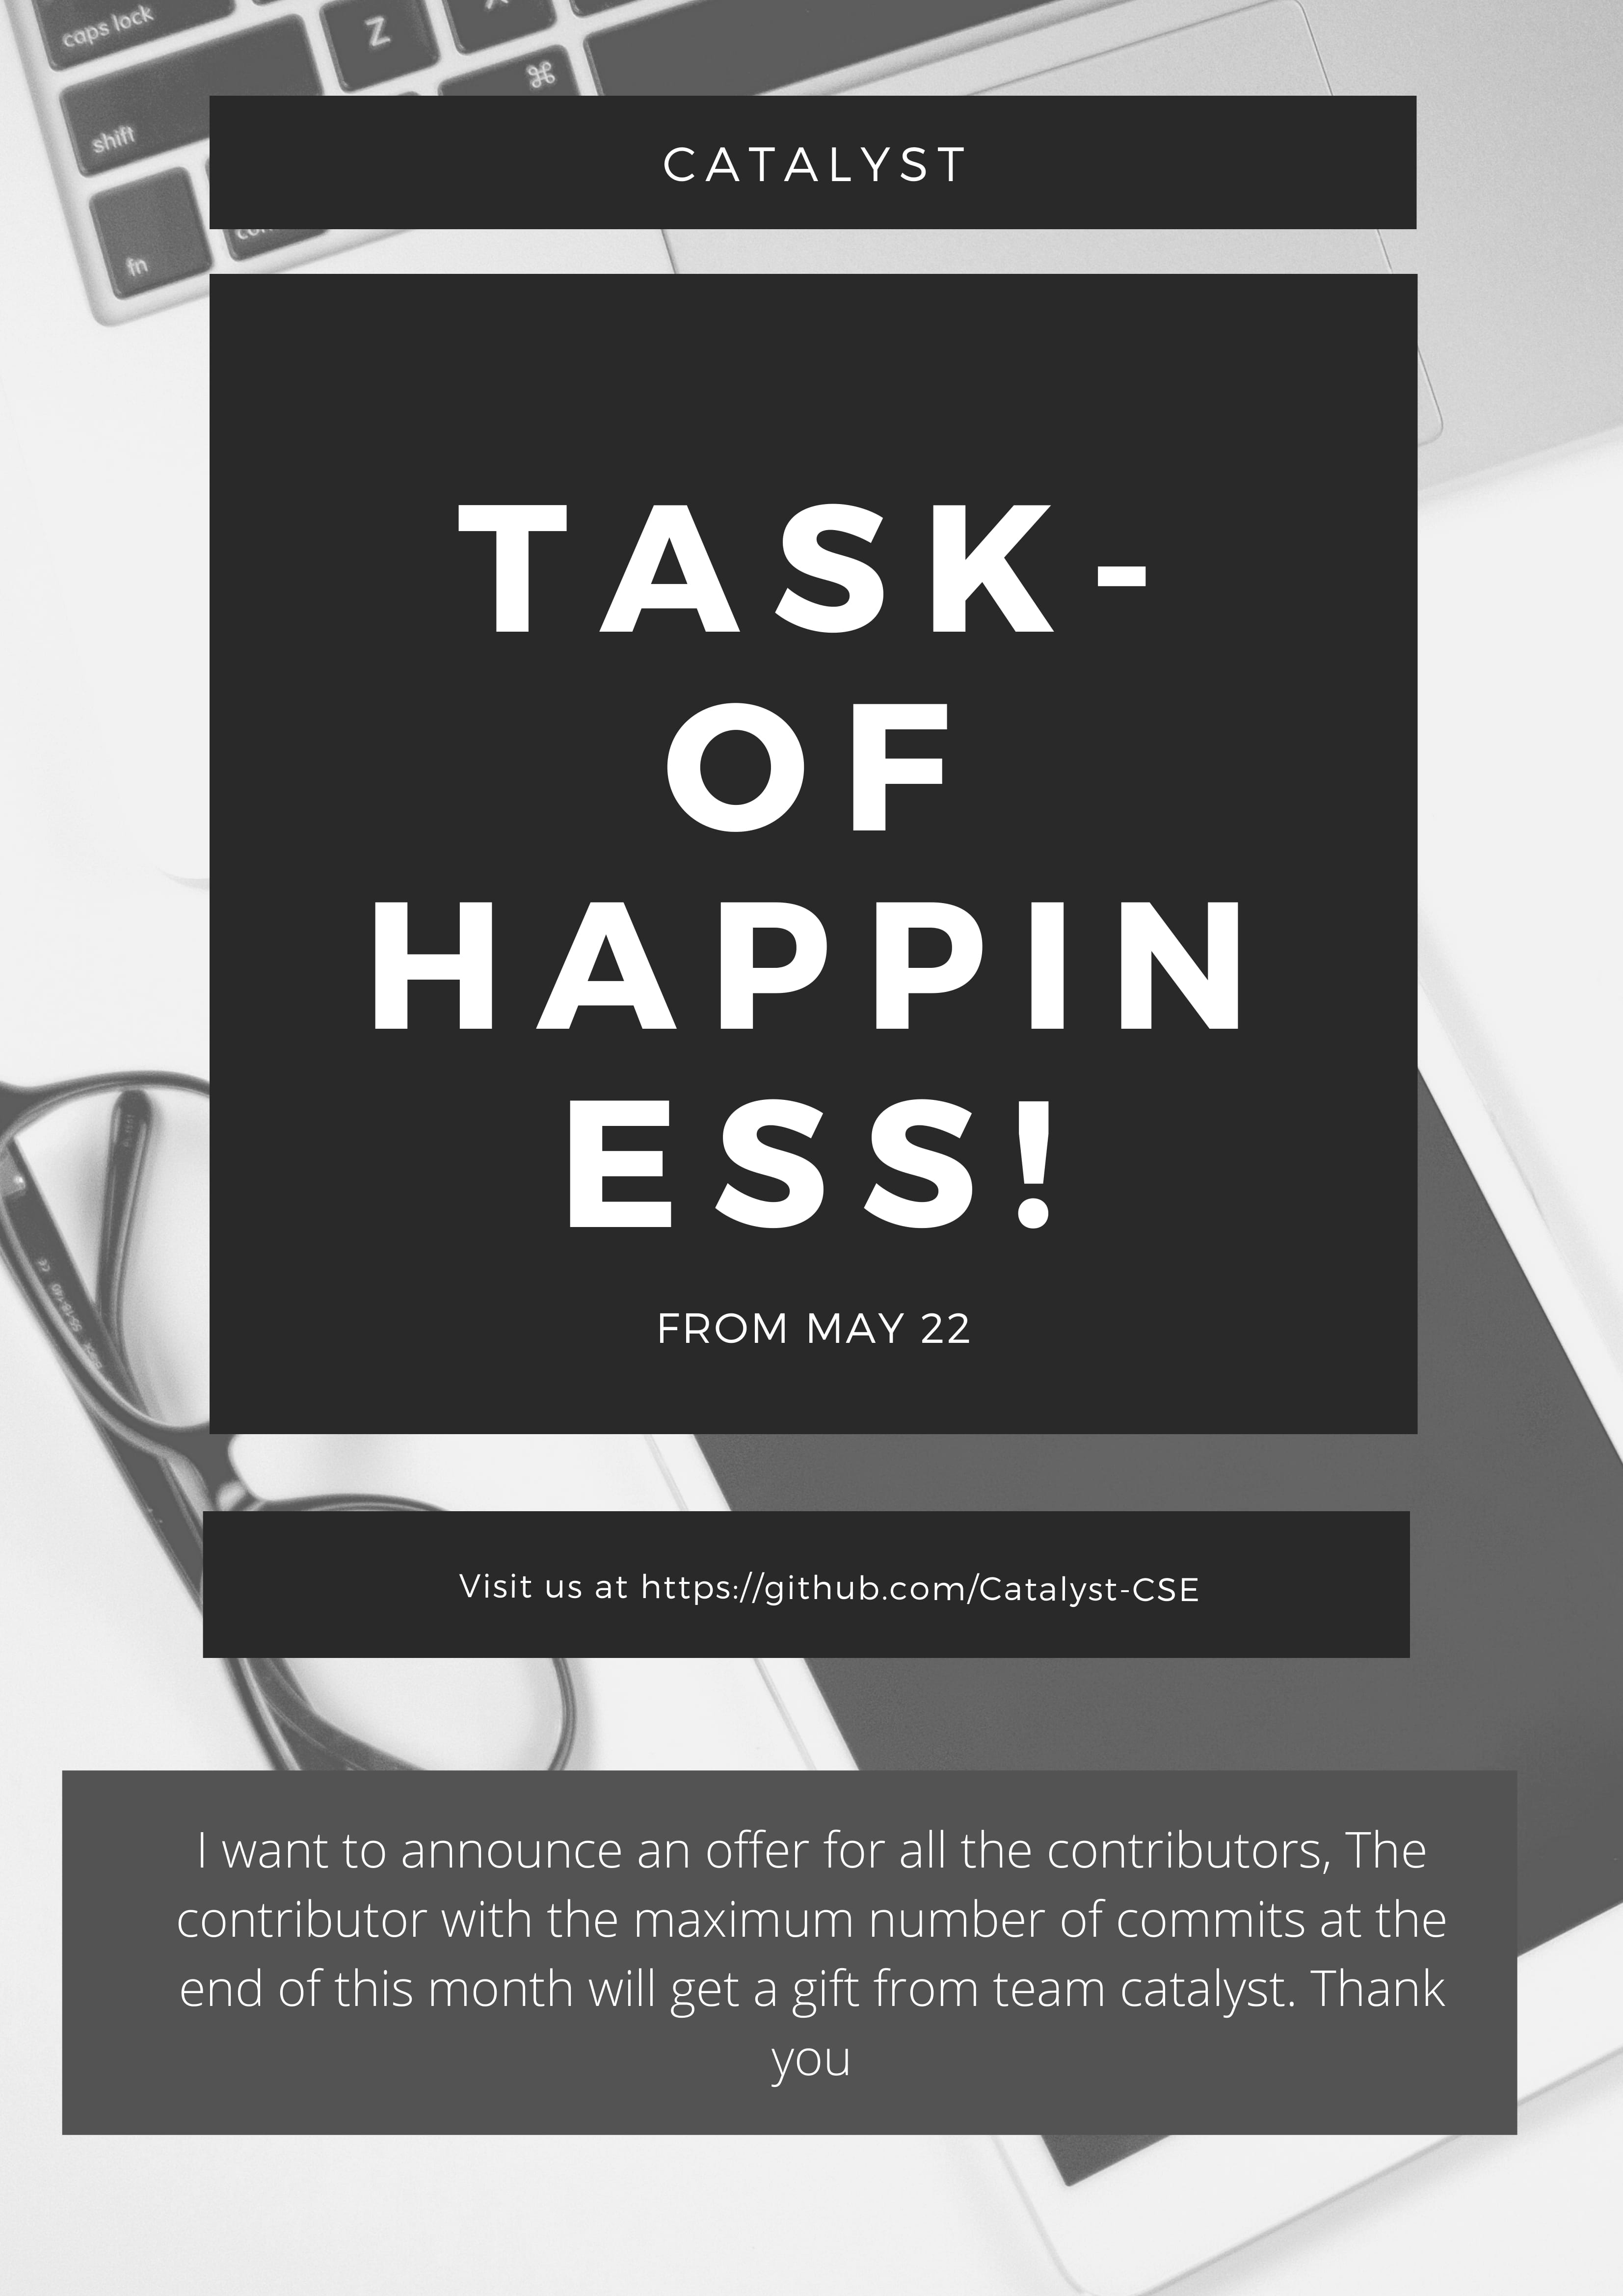 caps lock
Z
⌘
shift
fn
CATALYST
TASK-
OF
HAPPIN
ESS!
FROM MAY 22
Visit us at https://github.com/Catalyst-CSE
I want to announce an offer for all the contributors, The
contributor with the maximum number of commits at the
end of this month will get a gift from team catalyst. Thank
you